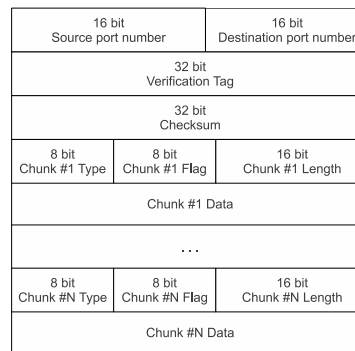 16 bit
Source port number
16 bit
Destination port number
32 bit
Verification Tag
32 bit
Checksum
8 bit
Chunk #1 Type
8 bit
Chunk #1 Flag
16 bit
Chunk #1 Length
Chunk #1 Data
...
8 bit
Chunk #N Type
8 bit
Chunk #N Flag
16 bit
Chunk #N Length
Chunk #N Data